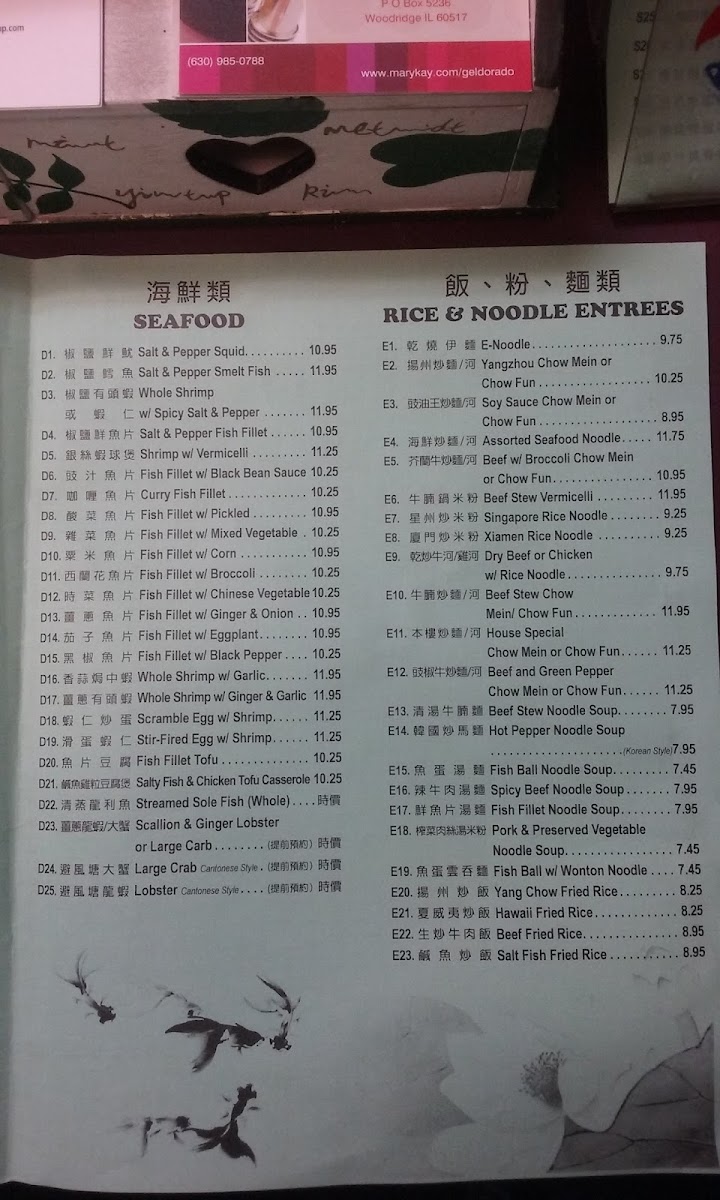 P O Box 5236
Woodridge IL 60517
(630) 985-0788
www.marykay.com/geldorado
海鮮類
SEAFOOD
D1. 椒鹽鮮魷 Salt & Pepper Squid.......... 10.95
D2. 椒鹽鱈魚 Salt & Pepper Smelt Fish ..... 11.95
D3. 椒鹽有頭蝦 Whole Shrimp
或蝦仁 w/ Spicy Salt & Pepper ....... 11.95
D4. 椒鹽鮮魚片 Salt & Pepper Fish Fillet ...... 10.95
D5. 銀絲蝦球煲 Shrimp w/ Vermicelli ......... 11.25
D6. 豉汁魚片 Fish Fillet w/ Black Bean Sauce 10.25
D7. 咖喱魚片 Curry Fish Fillet ............. 10.25
D8. 酸菜魚片 Fish Fillet w/ Pickled ......... 10.95
D9. 雜菜魚片 Fish Fillet w/ Mixed Vegetable . 10.25
D10. 粟米魚片 Fish Fillet w/ Corn ........... 10.95
D11. 西蘭花魚片 Fish Fillet w/ Broccoli ........ 10.25
D12. 時菜魚片 Fish Fillet w/ Chinese Vegetable 10.25
D13. 薑蔥魚片 Fish Fillet w/ Ginger & Onion .. 10.95
D14. 茄子魚片 Fish Fillet w/ Eggplant........ 10.95
D15. 黑椒魚片 Fish Fillet w/ Black Pepper .... 10.25
D16. 香蒜焗中蝦 Whole Shrimp w/ Garlic....... 11.95
D17. 薑蔥有頭蝦 Whole Shrimp w/ Ginger & Garlic 11.95
D18. 蝦仁炒蛋 Scramble Egg w/ Shrimp...... 11.25
D19. 滑蛋蝦仁 Stir-Fired Egg w/ Shrimp...... 11.25
D20. 魚片豆腐 Fish Fillet Tofu .............. 10.25
D21. 鹹魚雞粒豆腐煲 Salty Fish & Chicken Tofu Casserole 10.25
D22. 清蒸龍利魚 Streamed Sole Fish (Whole) .... 時價
D23. 薑蔥龍蝦/大蟹 Scallion & Ginger Lobster
or Large Carb ........ (提前預約) 時價
D24. 避風塘大蟹 Large Crab Cantonese Style . (提前預約) 時價
D25. 避風塘龍蝦 Lobster Cantonese Style.... (提前預約) 時價
飯、粉、麵類
RICE & NOODLE ENTREES
E1. 乾燒伊麵 E-Noodle.................... 9.75
E2. 揚州炒麵/河 Yangzhou Chow Mein or
Chow Fun .................. 10.25
E3. 豉油王炒麵/河 Soy Sauce Chow Mein or
Chow Fun ................... 8.95
E4. 海鮮炒麵/河 Assorted Seafood Noodle..... 11.75
E5. 芥蘭牛炒麵/河 Beef w/ Broccoli Chow Mein
or Chow Fun................ 10.95
E6. 牛腩鍋米粉 Beef Stew Vermicelli ......... 11.95
E7. 星州炒米粉 Singapore Rice Noodle ........ 9.25
E8. 廈門炒米粉 Xiamen Rice Noodle .......... 9.25
E9. 乾炒牛河/雞河 Dry Beef or Chicken
w/ Rice Noodle............... 9.75
E10. 牛腩炒麵/河 Beef Stew Chow
Mein/ Chow Fun............. 11.95
E11. 本樓炒麵/河 House Special
Chow Mein or Chow Fun...... 11.25
E12. 豉椒牛炒麵/河 Beef and Green Pepper
Chow Mein or Chow Fun...... 11.25
E13. 清湯牛腩麵 Beef Stew Noodle Soup........ 7.95
E14. 韓國炒馬麵 Hot Pepper Noodle Soup
.....................(Korean Style)7.95
E15. 魚蛋湯麵 Fish Ball Noodle Soup......... 7.45
E16. 辣牛肉湯麵 Spicy Beef Noodle Soup....... 7.95
E17. 鮮魚片湯麵 Fish Fillet Noodle Soup........ 7.95
E18. 榨菜肉絲湯米粉 Pork & Preserved Vegetable
Noodle Soup................. 7.45
E19. 魚蛋雲吞麵 Fish Ball w/ Wonton Noodle .... 7.45
E20. 揚州炒飯 Yang Chow Fried Rice........ 8.25
E21. 夏威夷炒飯 Hawaii Fried Rice............. 8.25
E22. 生炒牛肉飯 Beef Fried Rice............... 8.95
E23. 鹹魚炒飯 Salt Fish Fried Rice ........... 8.95